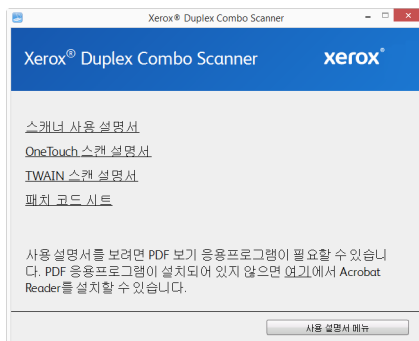 Xerox® Duplex Combo Scanner
Xerox® Duplex Combo Scanner
xerox®
스캐너 사용 설명서
OneTouch 스캔 설명서
TWAIN 스캔 설명서
패치 코드 시트
사용 설명서를 보려면 PDF 보기 응용프로그램이 필요할 수 있습니
다. PDF 응용프로그램이 설치되어 있지 않으면 여기에서 Acrobat
Reader를 설치할 수 있습니다.
사용 설명서 메뉴